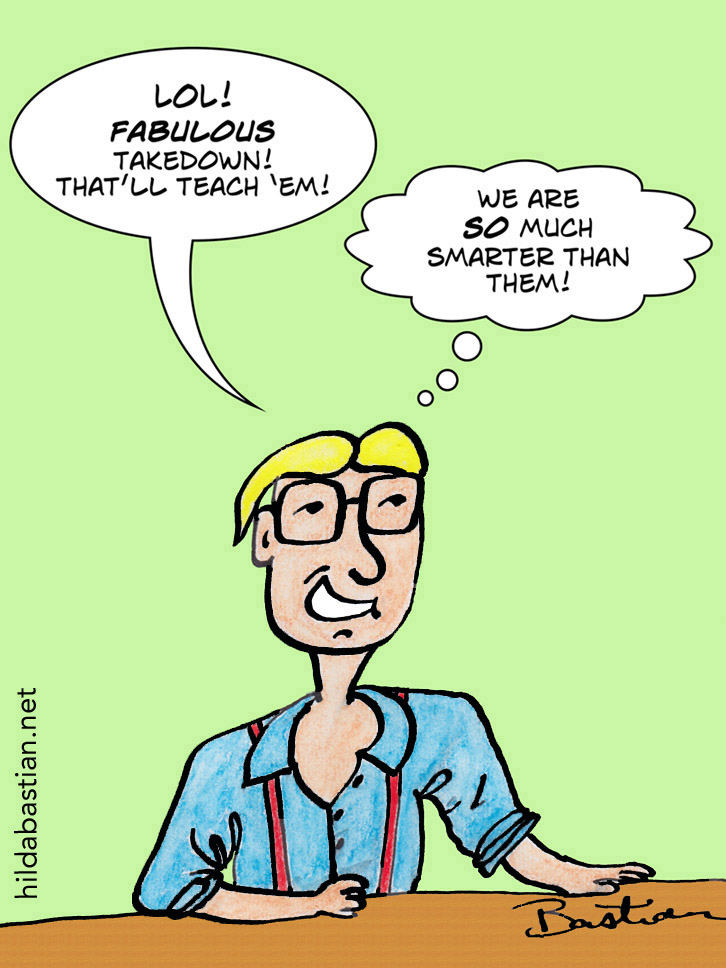 LOL!
FABULOUS
TAKEDOWN!
THAT'LL TEACH 'EM!
WE ARE
SO MUCH
SMARTER THAN
THEM!
hildabastian.net
Bastian